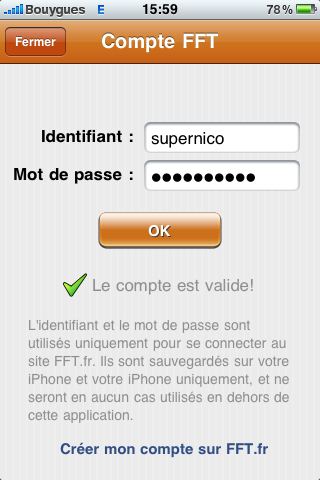 Bouygues E 15:59 78%
Fermer Compte FFT
Identifiant : supernico
Mot de passe : ●●●●●●●●●●
OK
Le compte est valide!
L'identifiant et le mot de passe sont
utilisés uniquement pour se connecter au
site FFT.fr. Ils sont sauvegardés sur votre
iPhone et votre iPhone uniquement, et ne
seront en aucun cas utilisés en dehors de
cette application.
Créer mon compte sur FFT.fr